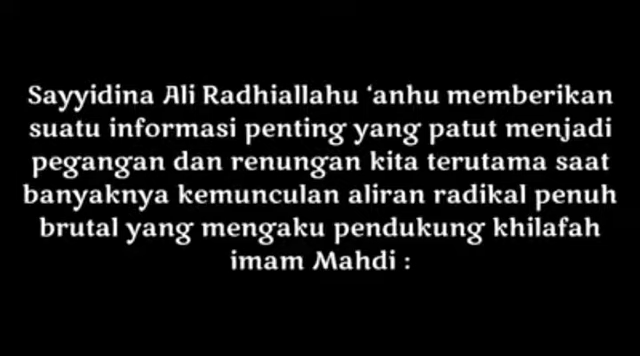 Sayyidina Ali Radhiallahu ‘anhu memberikan
suatu informasi penting yang patut menjadi
pegangan dan renungan kita terutama saat
banyaknya kemunculan aliran radikal penuh
brutal yang mengaku pendukung khilafah
imam Mahdi :